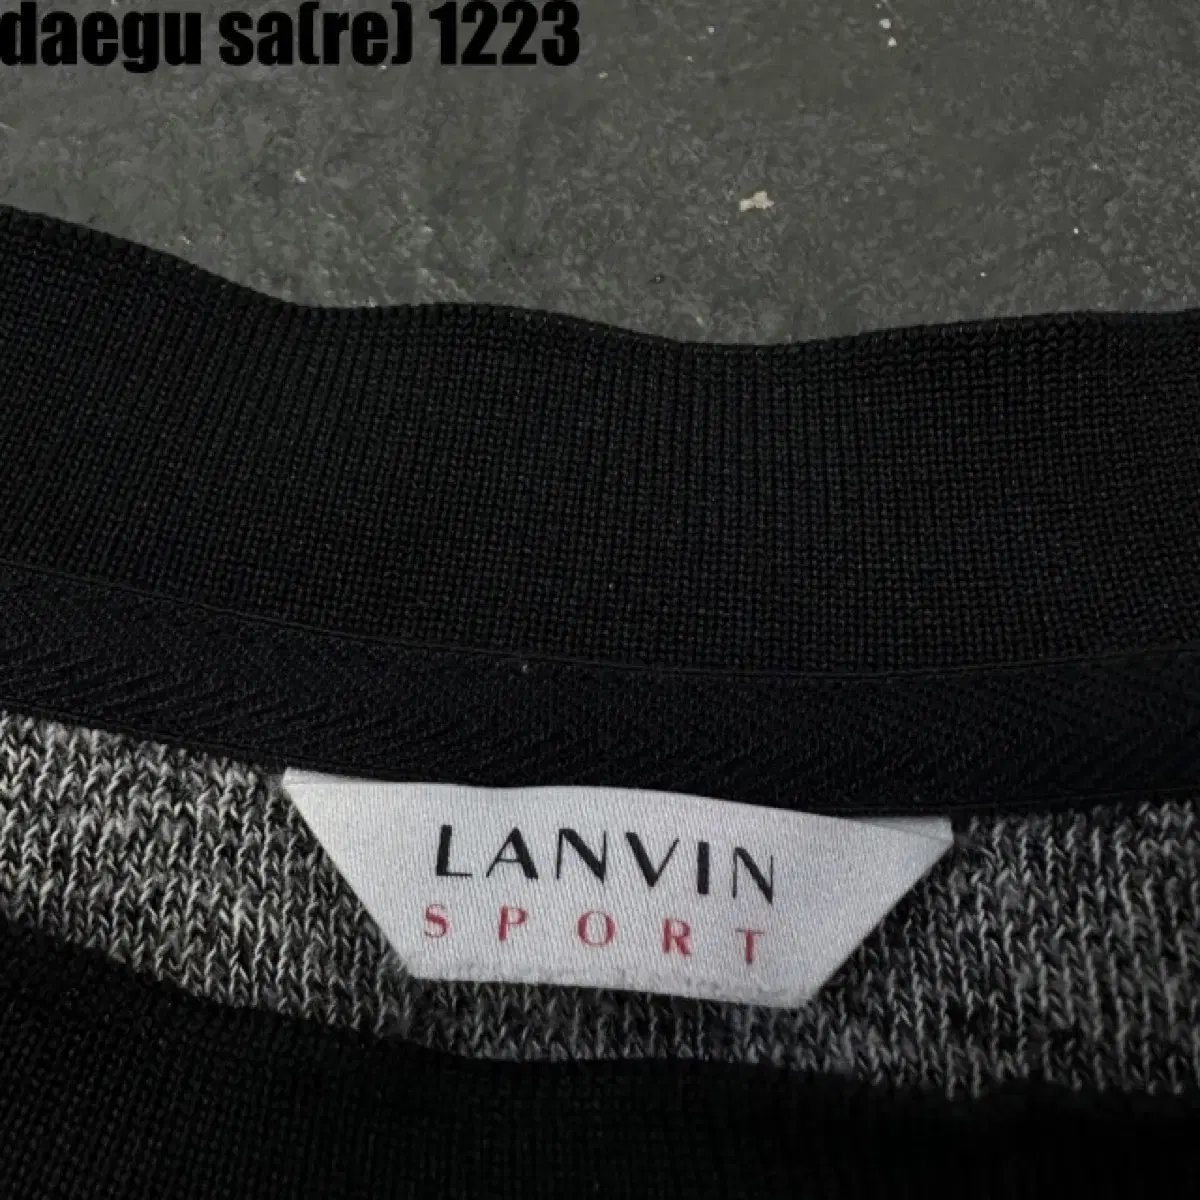 daegu sa(re) 1223
LANVIN
SPORT